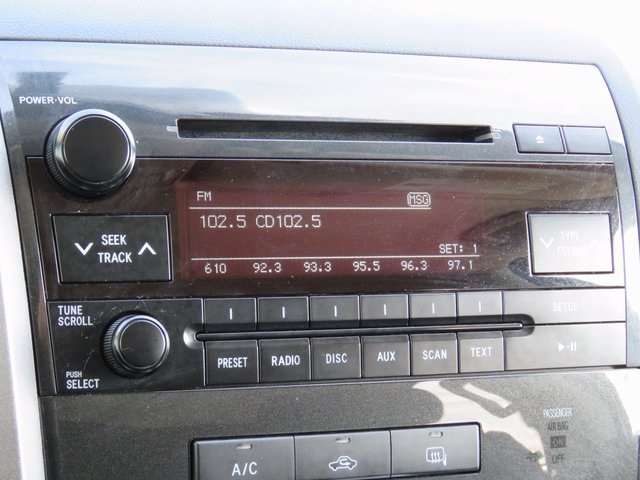 POWER·VOL
FM MSG
102.5 CD102.5
SET: 1
610 92.3 93.3 95.5 96.3 97.1
SEEK
TRACK
TYPE
FOLDER
TUNE
SCROLL
SETUP
PUSH
SELECT
PRESET RADIO DISC AUX SCAN TEXT
PASSENGER
AIR BAG
ON
OFF
A/C